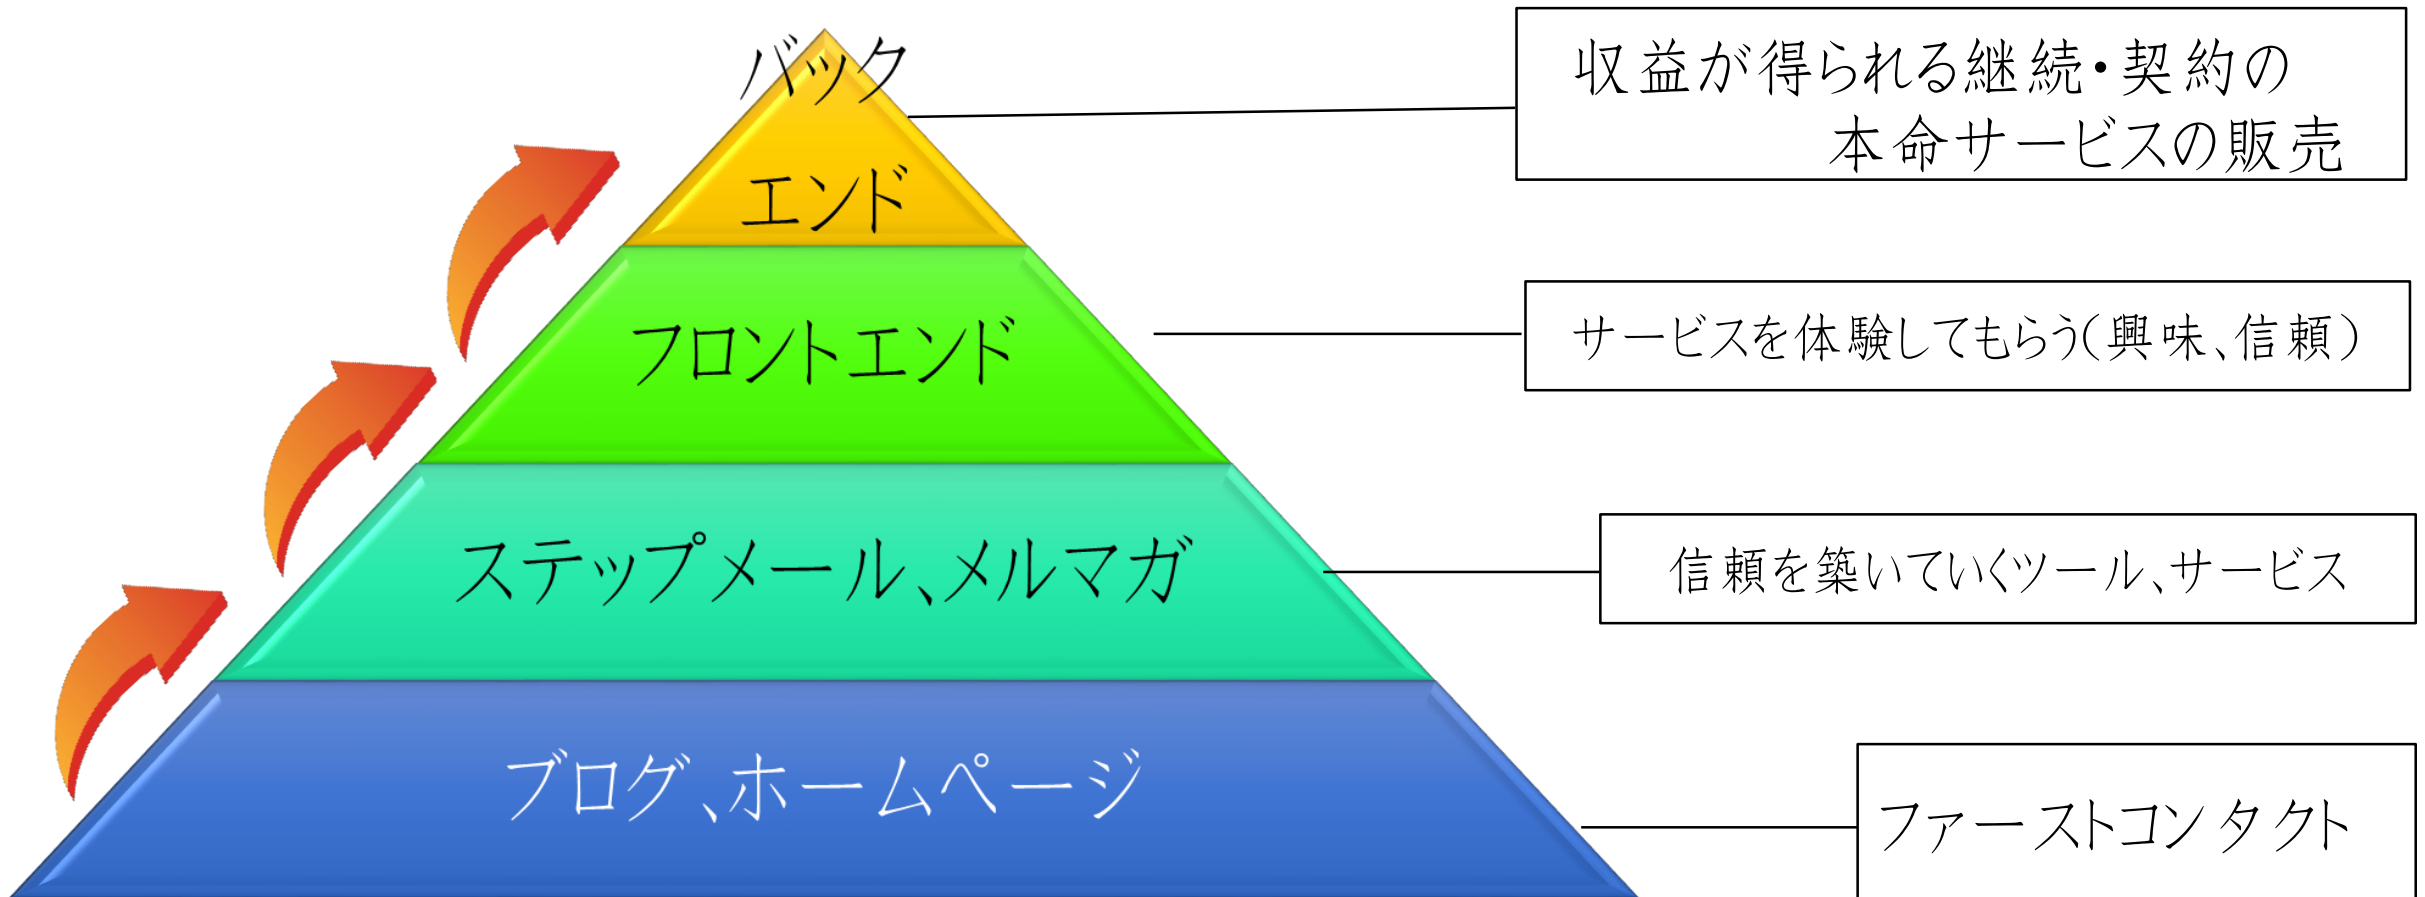 バック
エンド
収益が得られる継続・契約の
本命サービスの販売
フロントエンド
サービスを体験してもらう(興味、信頼)
ステップメール、メルマガ
信頼を築いていくツール、サービス
ブログ、ホームページ
ファーストコンタクト